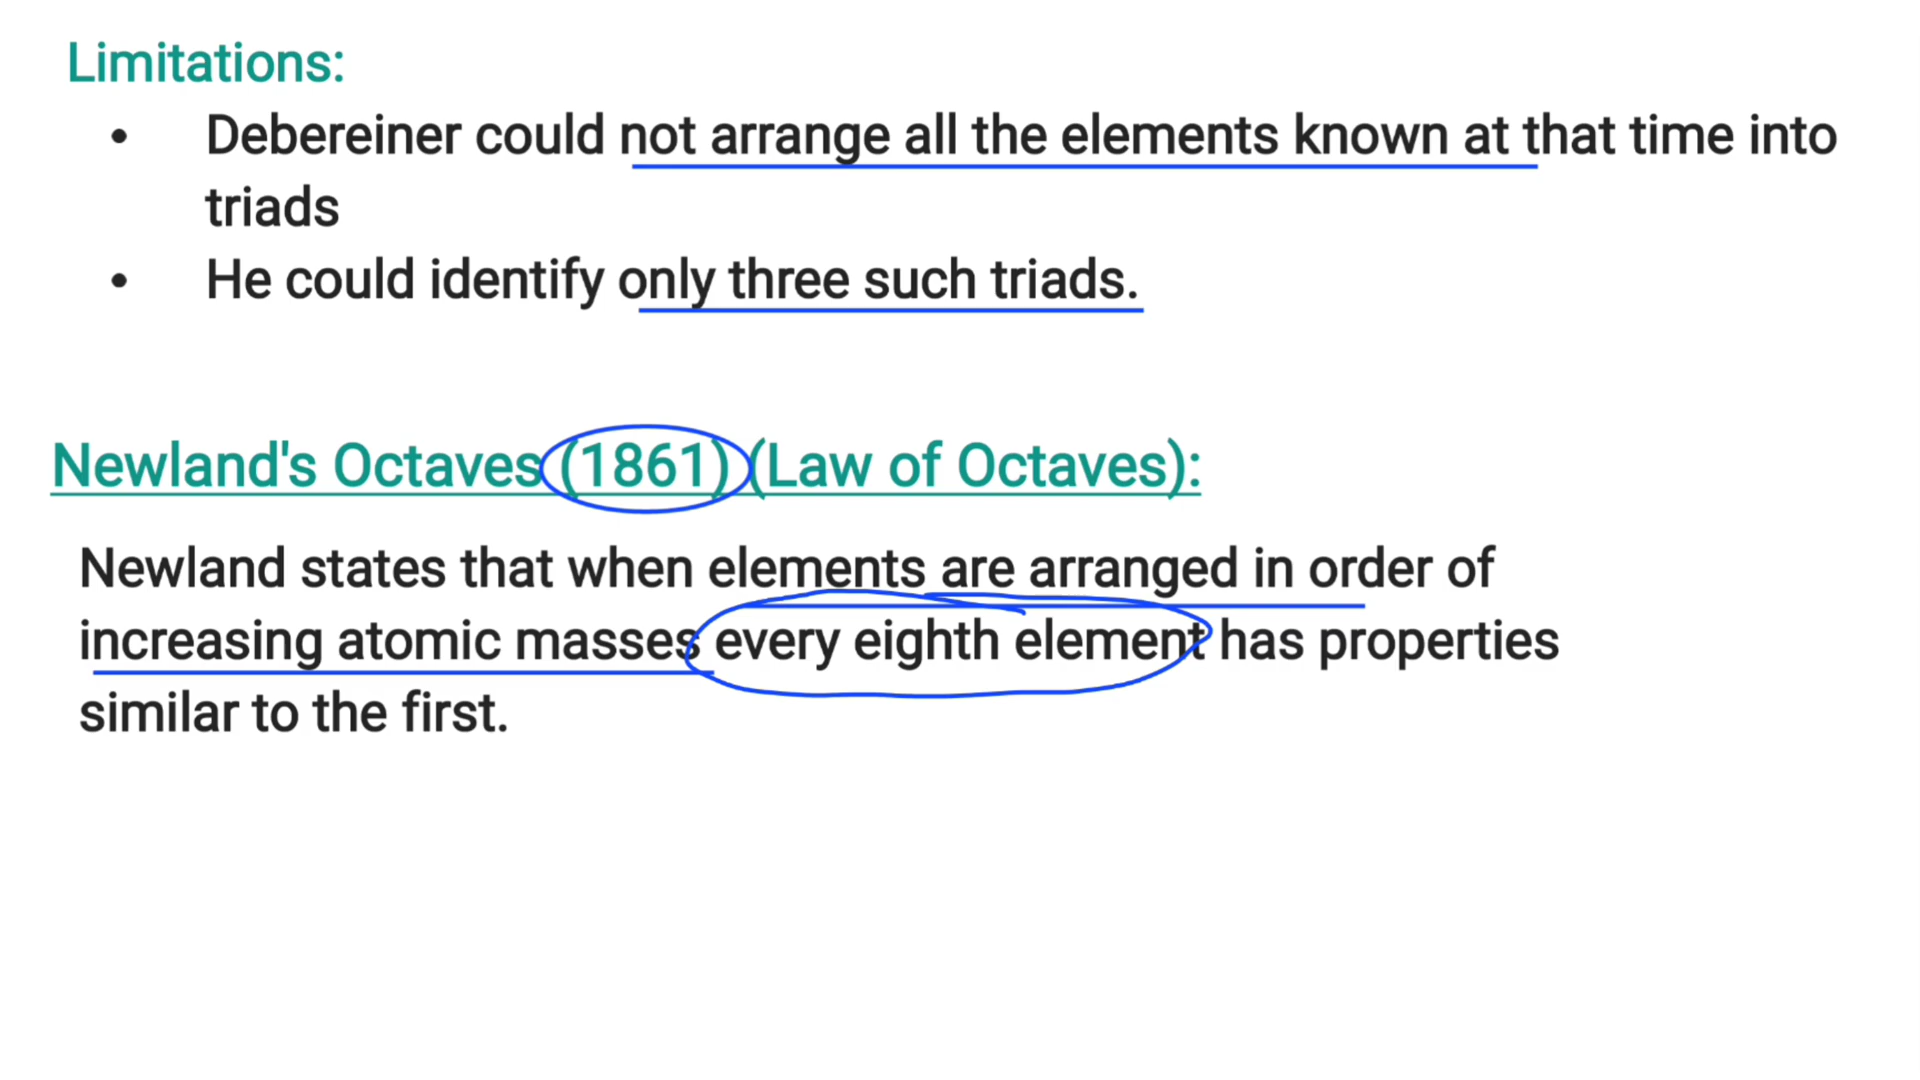 Limitations:
• Debereiner could not arrange all the elements known at that time into
triads
• He could identify only three such triads.
Newland's Octaves (1861) (Law of Octaves):
Newland states that when elements are arranged in order of
increasing atomic masses every eighth element has properties
similar to the first.